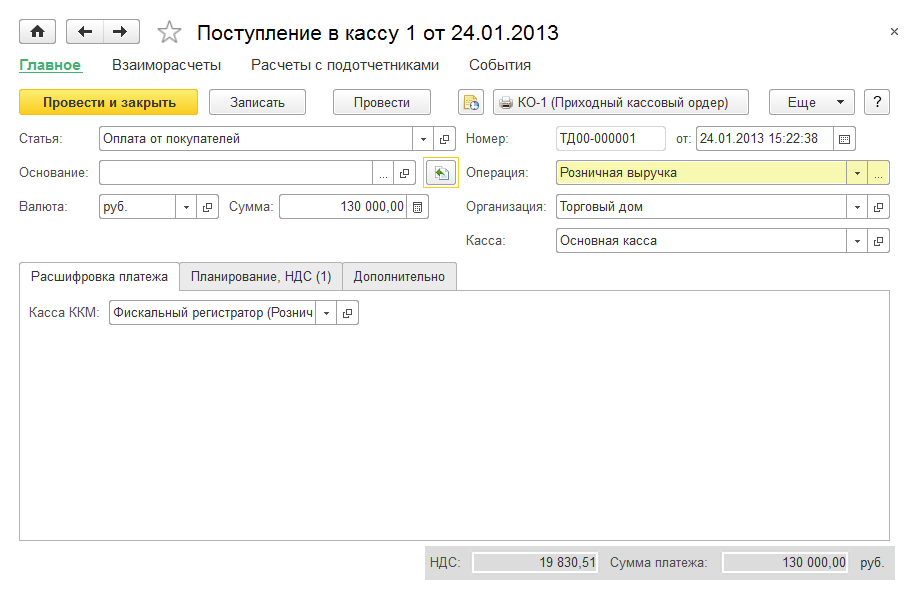 Поступление в кассу 1 от 24.01.2013
Главное Взаиморасчеты Расчеты с подотчетниками События
Провести и закрыть Записать Провести КО-1 (Приходный кассовый ордер) Еще ?
Статья: Оплата от покупателей Номер: ТД00-000001 от: 24.01.2013 15:22:38
Основание: ... Операция: Розничная выручка ...
Валюта: руб. Сумма: 130 000,00 Организация: Торговый дом
Касса: Основная касса
Расшифровка платежа Планирование, НДС (1) Дополнительно
Касса ККМ: Фискальный регистратор (Рознич
НДС: 19 830,51 Сумма платежа: 130 000,00 руб.